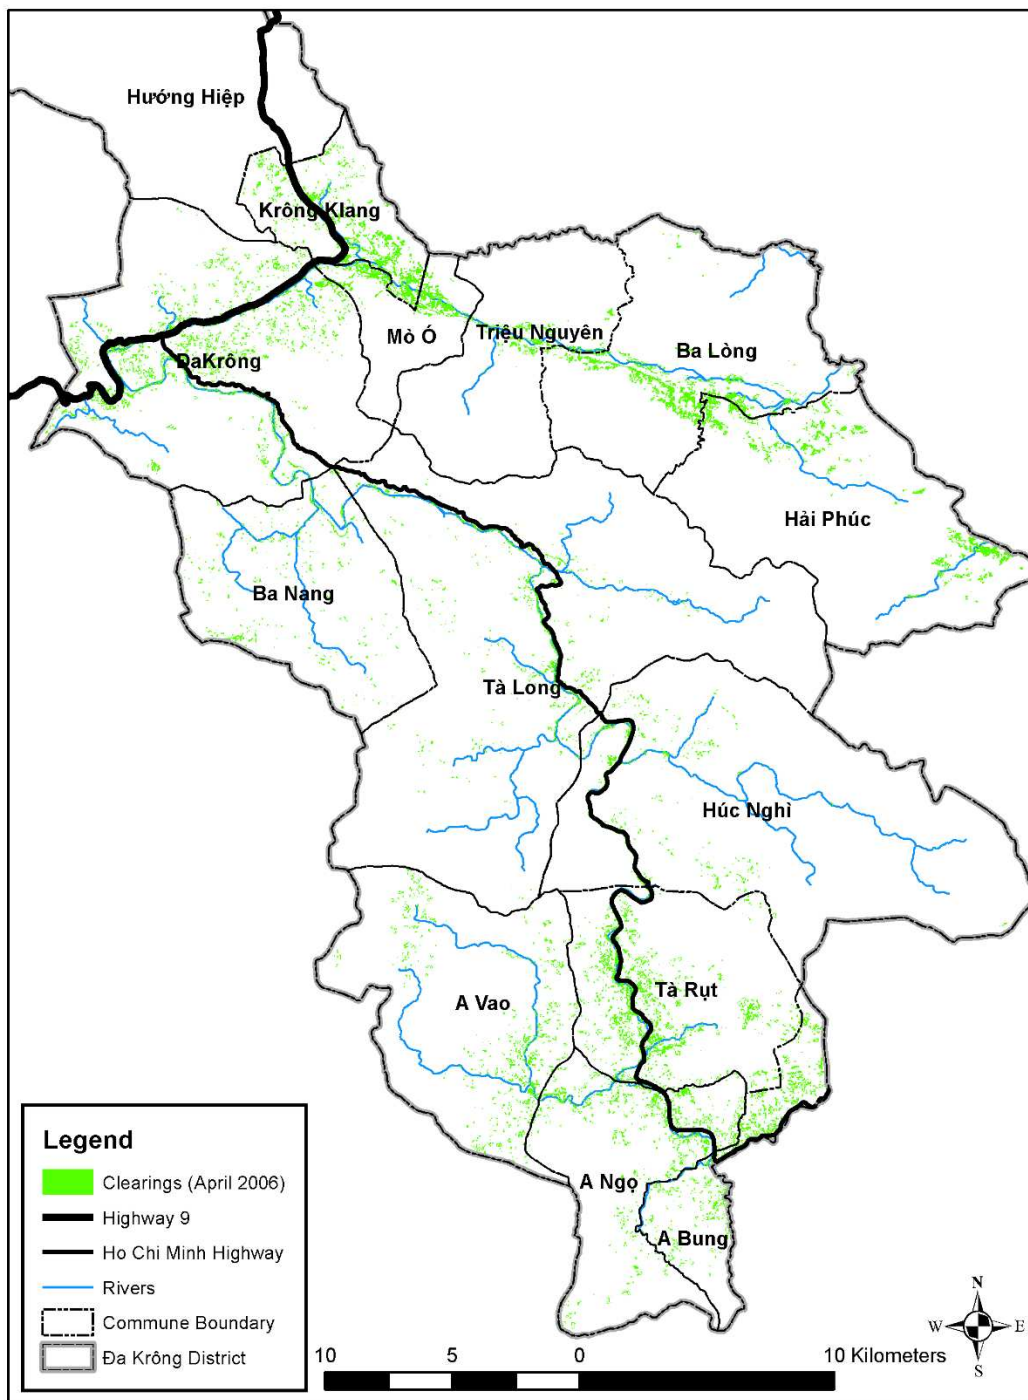 Hướng Hiệp
Krông Klang
Mò Ó
Triệu Nguyên
Ba Lòng
ĐaKrông
Hải Phúc
Ba Nang
Tà Long
Húc Nghì
A Vao
Tà Rụt
A Ngọ
A Bung
Legend
Clearings (April 2006)
Highway 9
Ho Chi Minh Highway
Rivers
Commune Boundary
Đa Krông District
N
W E
S
10 5 0 10 Kilometers